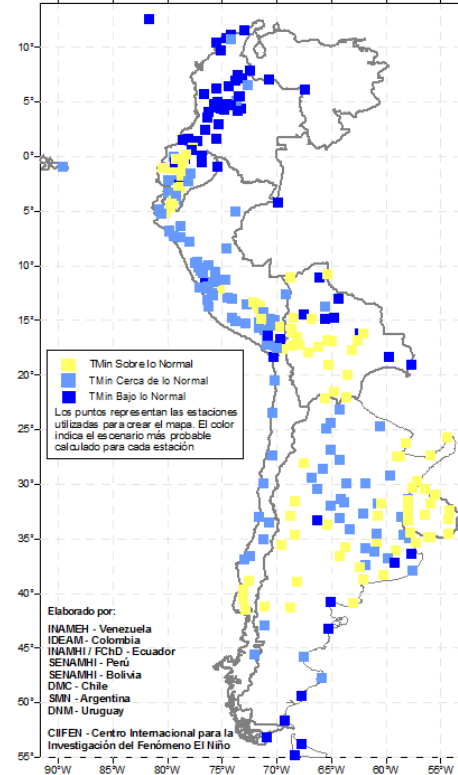 10°
5°
0°
5°
10°
15°
20°
25°
30°
35°
40°
45°
50°
55°
TMin Sobre lo Normal
TMin Cerca de lo Normal
TMin Bajo lo Normal
Los puntos representan las estaciones
utilizadas para crear el mapa. El color
indica el escenario más probable
calculado para cada estación
Elaborado por:
INAMEH - Venezuela
IDEAM - Colombia
INAMHI / FChD - Ecuador
SENAMHI - Perú
SENAMHI - Bolivia
DMC - Chile
SMN - Argentina
DNM - Uruguay
CIIFEN - Centro Internacional para la
Investigación del Fenómeno El Niño
90°W 85°W 80°W 75°W 70°W 65°W 60°W 55°W